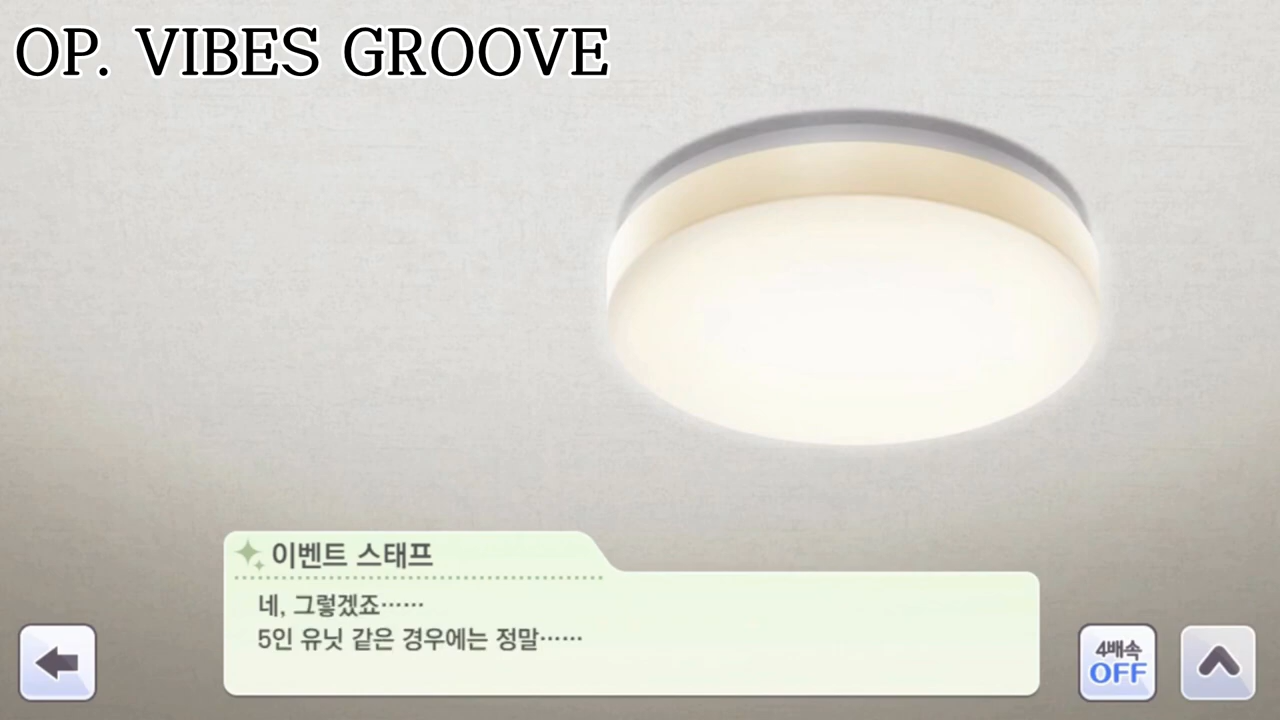 OP. VIBES GROOVE
이벤트 스태프
네, 그렇겠죠……
5인 유닛 같은 경우에는 정말……
4배속
OFF